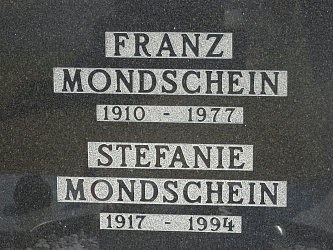 FRANZ
MONDSCHEIN
1910 - 1977
STEFANIE
MONDSCHEIN
1917 - 1994